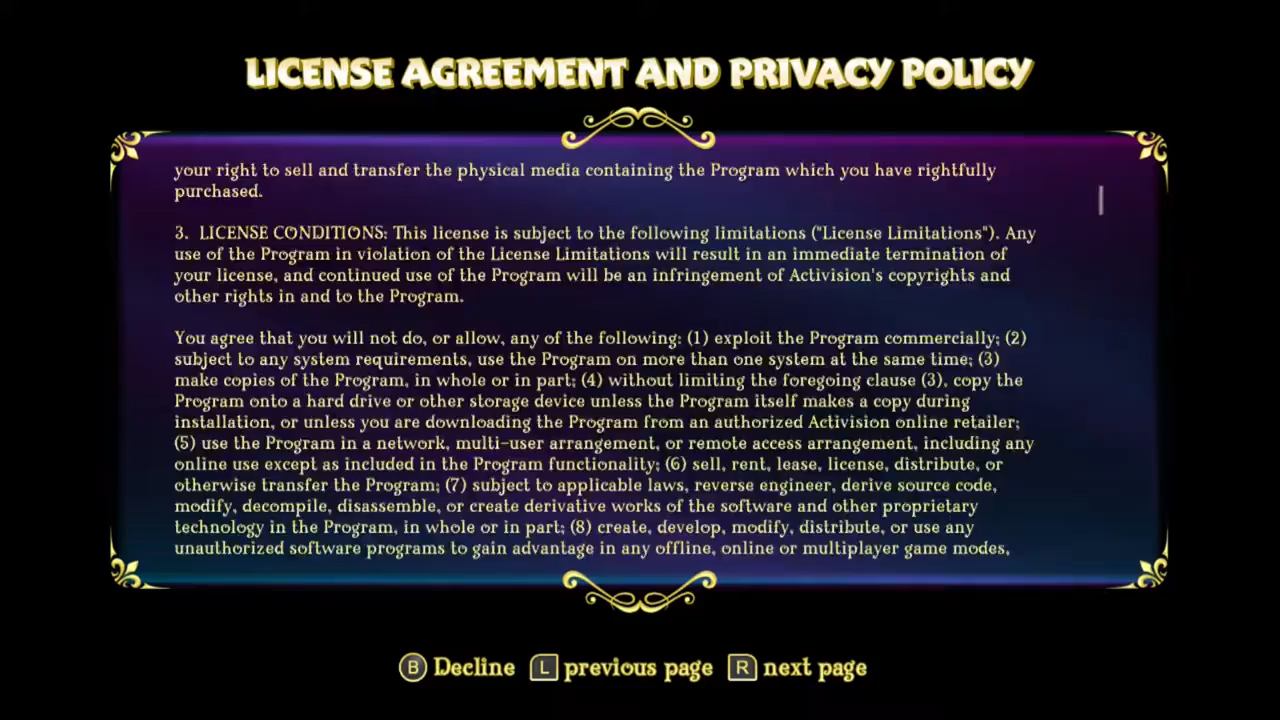 LICENSE AGREEMENT AND PRIVACY POLICY
your right to sell and transfer the physical media containing the Program which you have rightfully
purchased.
3. LICENSE CONDITIONS: This license is subject to the following limitations ("License Limitations"). Any
use of the Program in violation of the License Limitations will result in an immediate termination of
your license, and continued use of the Program will be an infringement of Activision's copyrights and
other rights in and to the Program.
You agree that you will not do, or allow, any of the following: (1) exploit the Program commercially; (2)
subject to any system requirements, use the Program on more than one system at the same time; (3)
make copies of the Program, in whole or in part; (4) without limiting the foregoing clause (3), copy the
Program onto a hard drive or other storage device unless the Program itself makes a copy during
installation, or unless you are downloading the Program from an authorized Activision online retailer;
(5) use the Program in a network, multi-user arrangement, or remote access arrangement, including any
online use except as included in the Program functionality; (6) sell, rent, lease, license, distribute, or
otherwise transfer the Program; (7) subject to applicable laws, reverse engineer, derive source code,
modify, decompile, disassemble, or create derivative works of the software and other proprietary
technology in the Program, in whole or in part; (8) create, develop, modify, distribute, or use any
unauthorized software programs to gain advantage in any offline, online or multiplayer game modes,
B Decline L previous page R next page